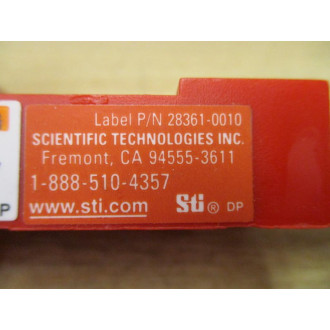 Label P/N 28361-0010
SCIENTIFIC TECHNOLOGIES INC.
Fremont, CA 94555-3611
1-888-510-4357
www.sti.com sti ® DP
P